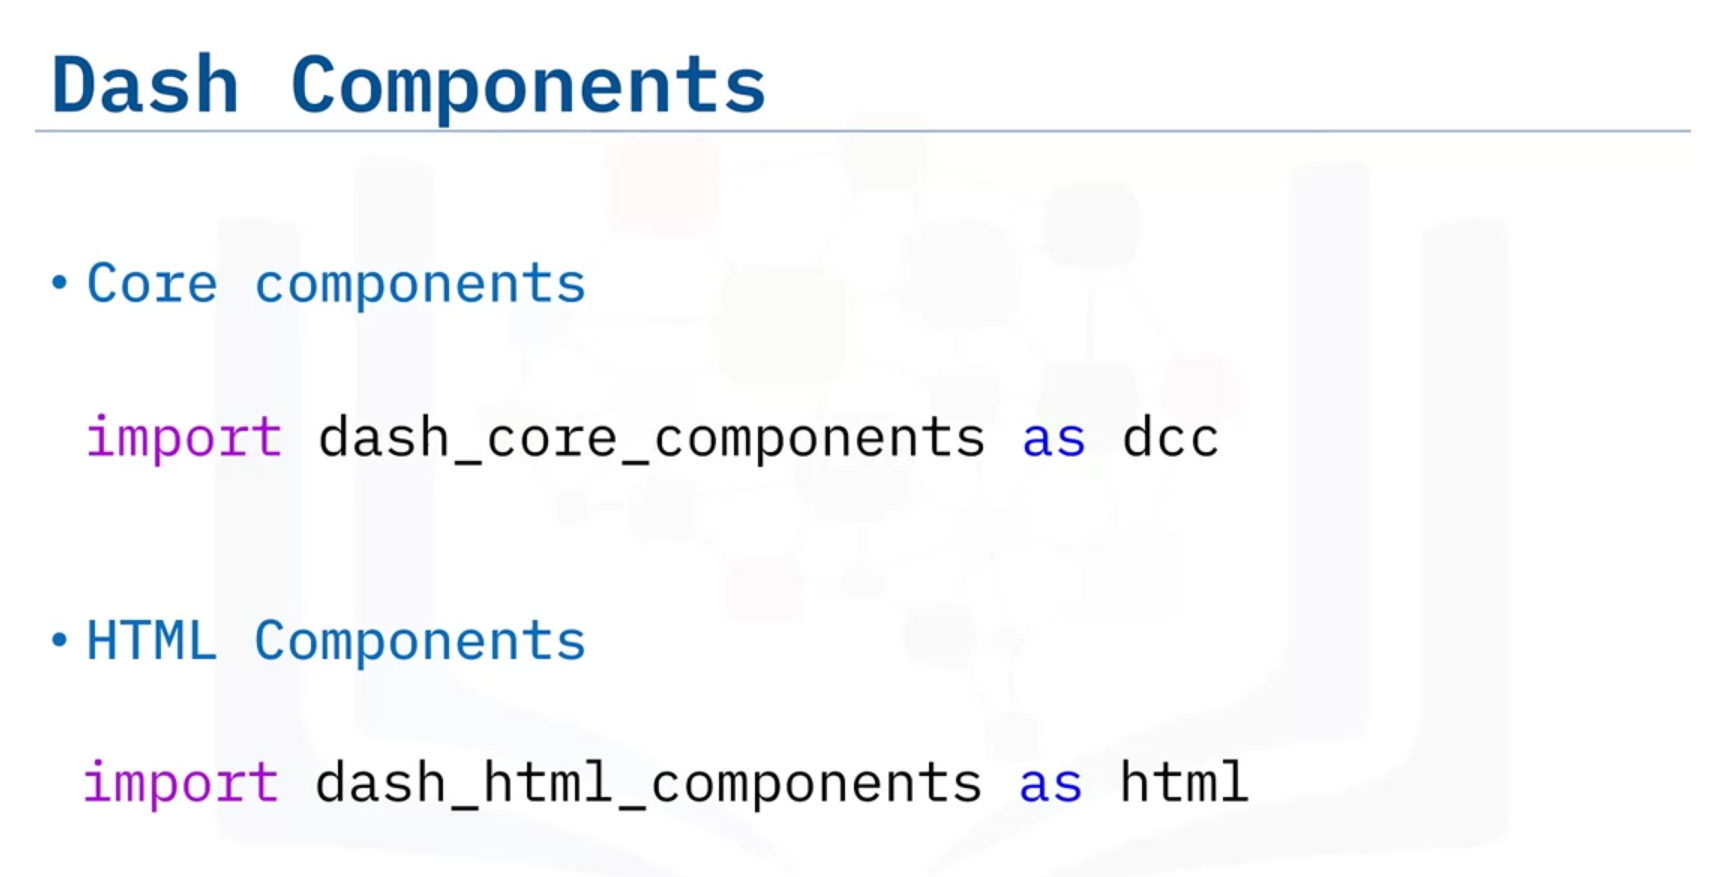 Dash Components
• Core components
import dash_core_components as dcc
• HTML Components
import dash_html_components as html